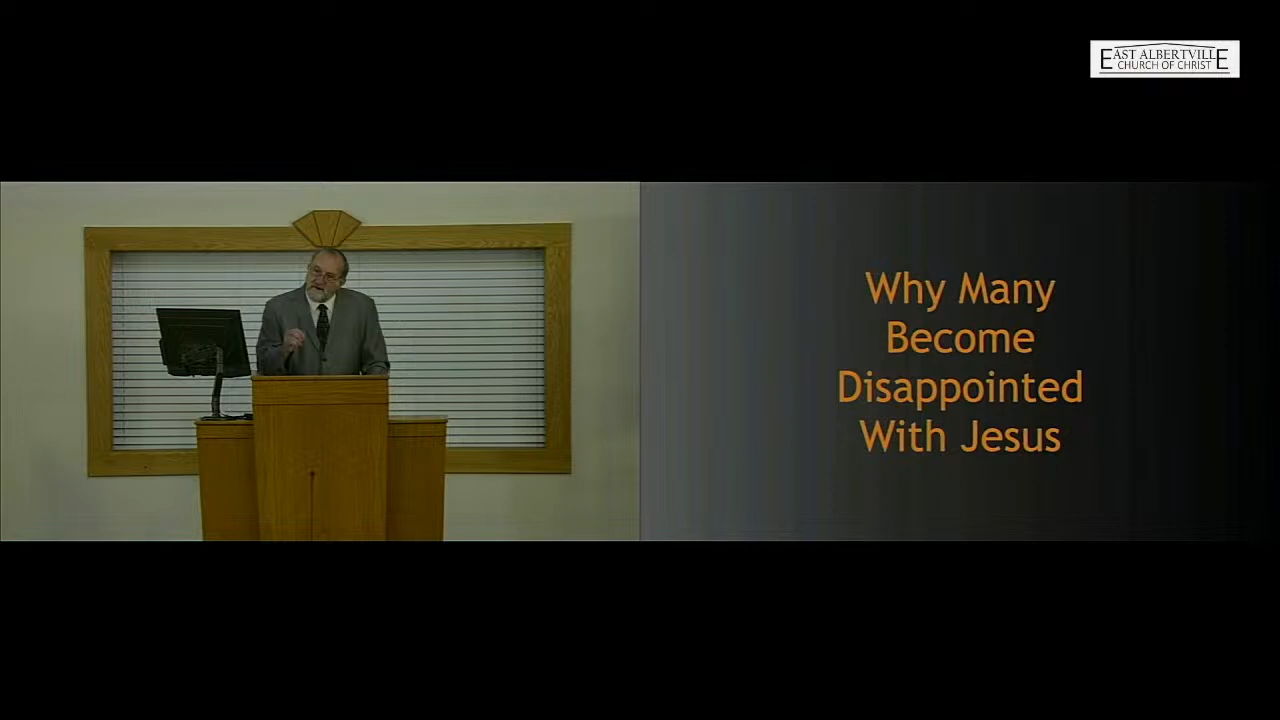 EAST ALBERTVILLE
CHURCH OF CHRIST
Why Many
Become
Disappointed
With Jesus